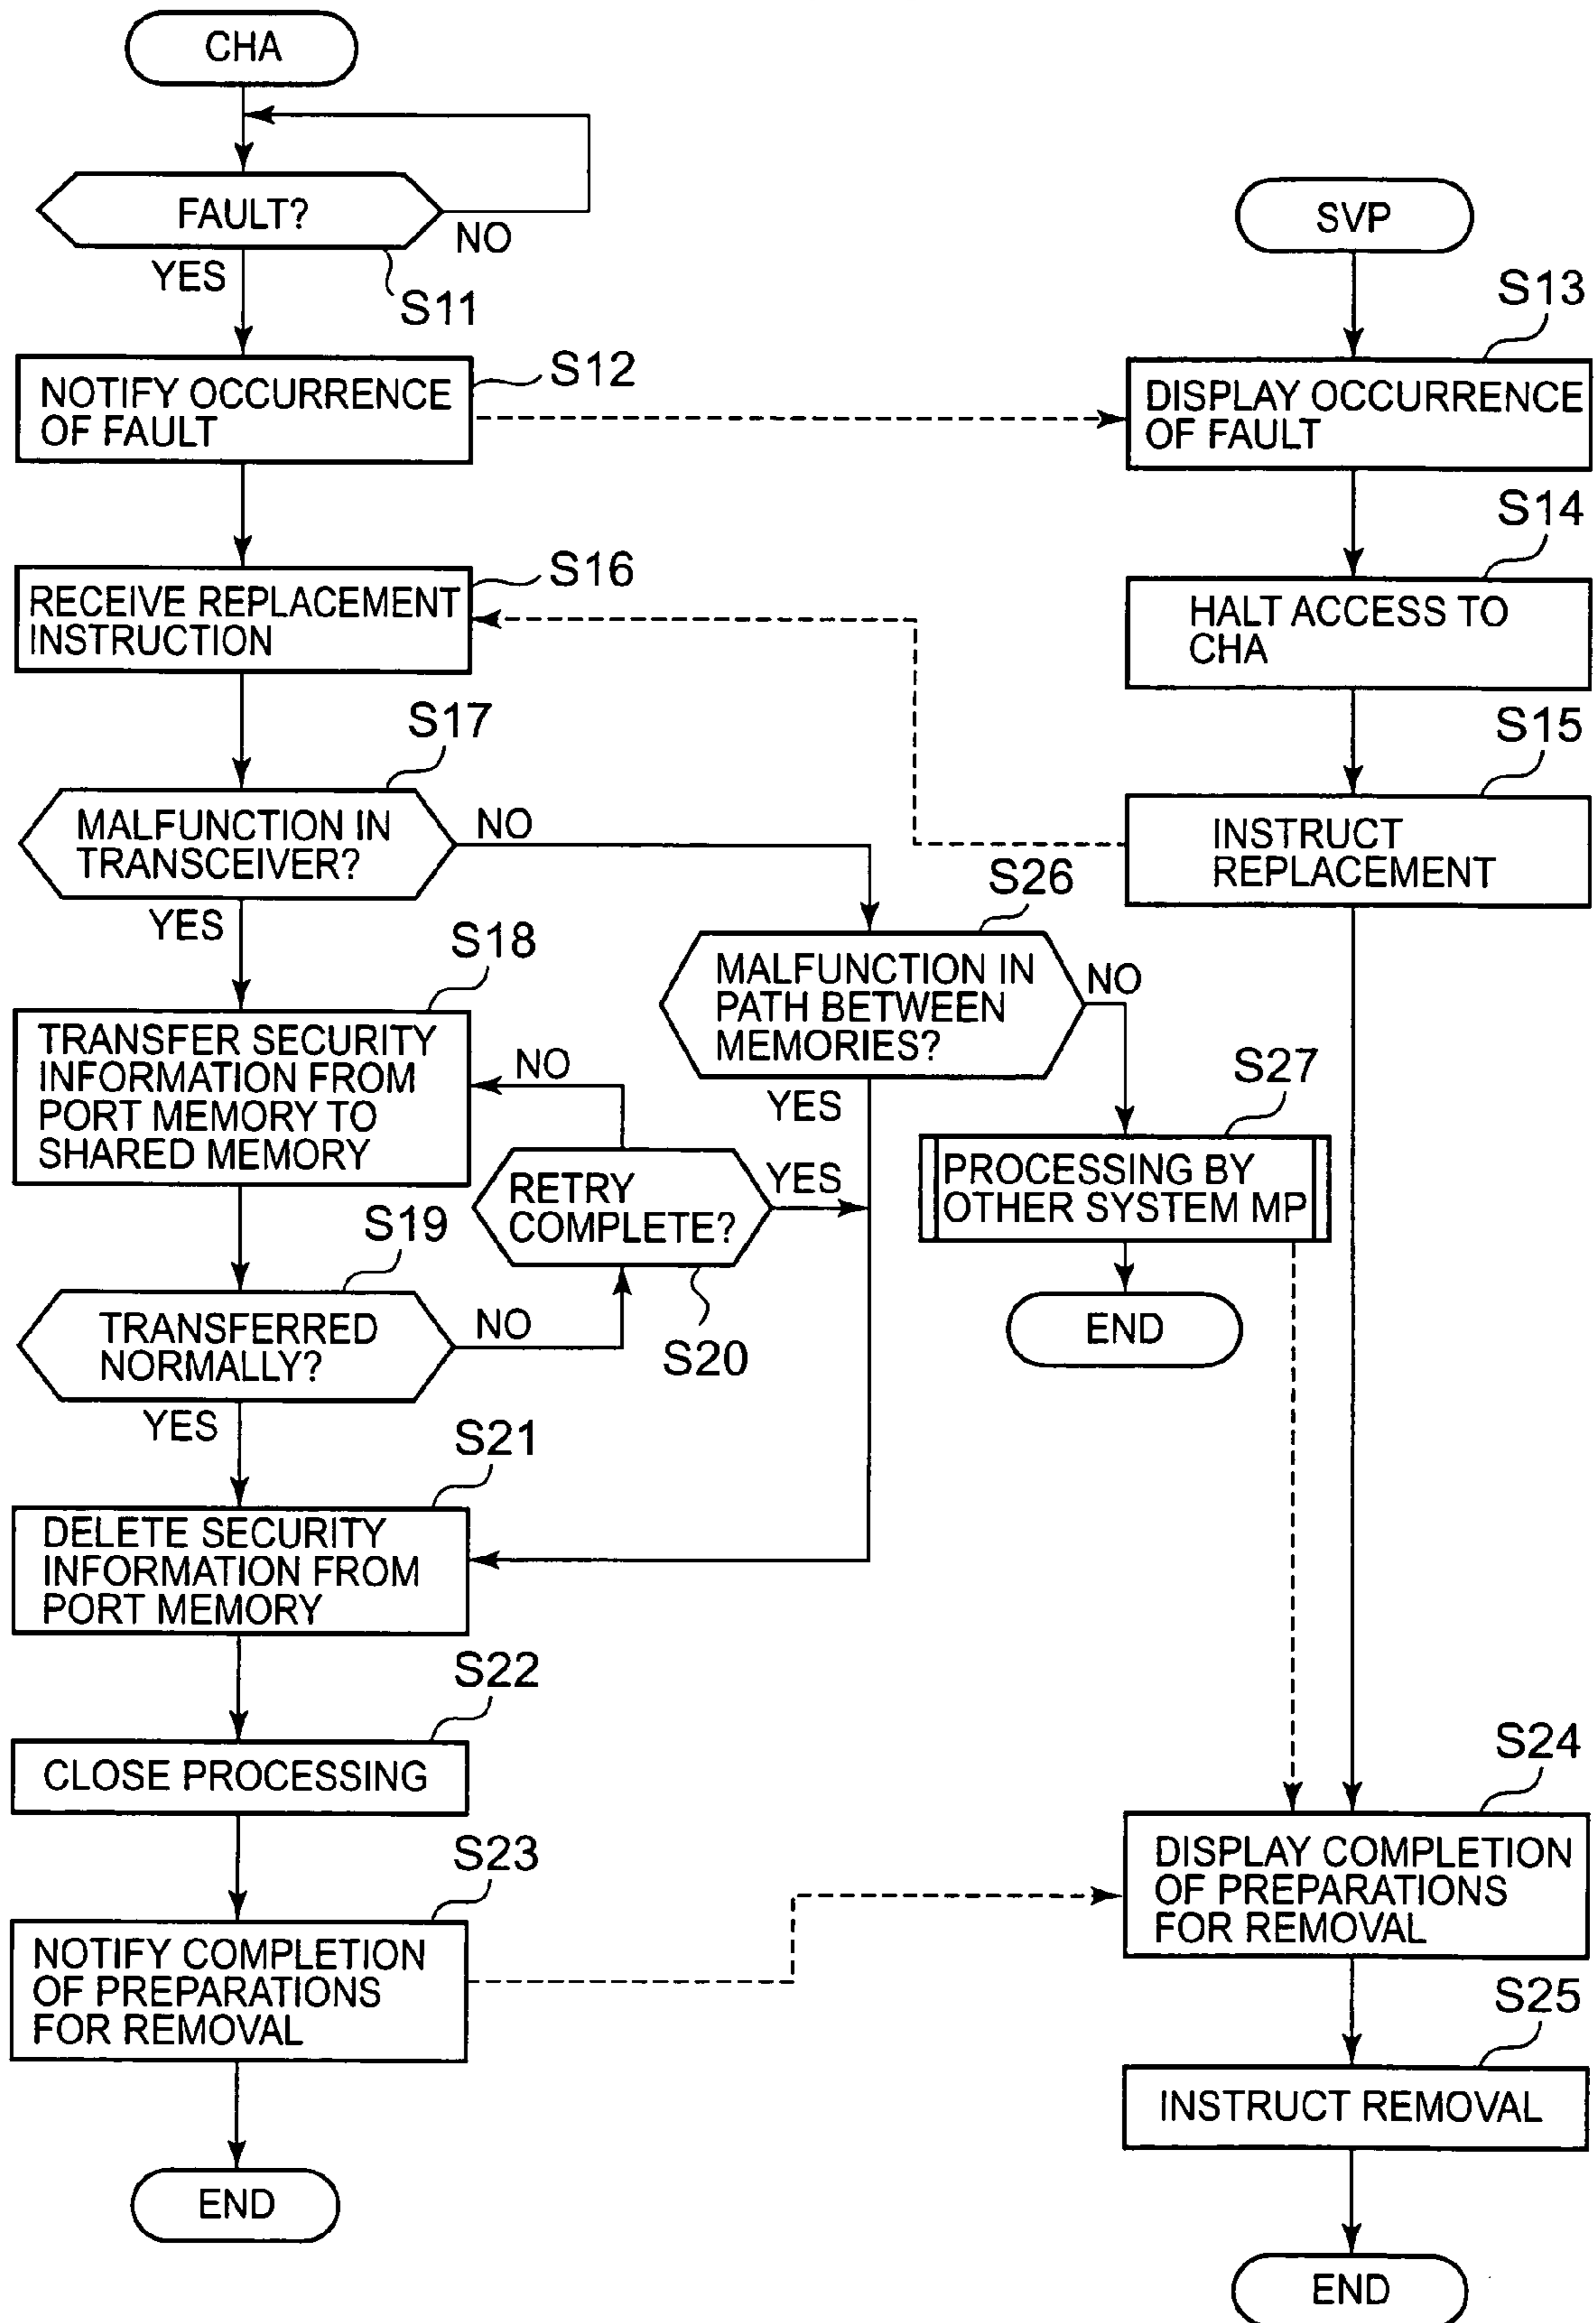 CHA
FAULT?
NO
YES
S11
NOTIFY OCCURRENCE
OF FAULT
S12
RECEIVE REPLACEMENT
INSTRUCTION
S16
S17
MALFUNCTION IN
TRANSCEIVER?
NO
YES
S18
TRANSFER SECURITY
INFORMATION FROM
PORT MEMORY TO
SHARED MEMORY
NO
RETRY
COMPLETE?
YES
S20
S19
TRANSFERRED
NORMALLY?
NO
YES
S21
DELETE SECURITY
INFORMATION FROM
PORT MEMORY
S22
CLOSE PROCESSING
S23
NOTIFY COMPLETION
OF PREPARATIONS
FOR REMOVAL
END
S26
MALFUNCTION IN
PATH BETWEEN
MEMORIES?
NO
YES
S27
PROCESSING BY
OTHER SYSTEM MP
END
SVP
S13
DISPLAY OCCURRENCE
OF FAULT
S14
HALT ACCESS TO
CHA
S15
INSTRUCT
REPLACEMENT
S24
DISPLAY COMPLETION
OF PREPARATIONS
FOR REMOVAL
S25
INSTRUCT REMOVAL
END